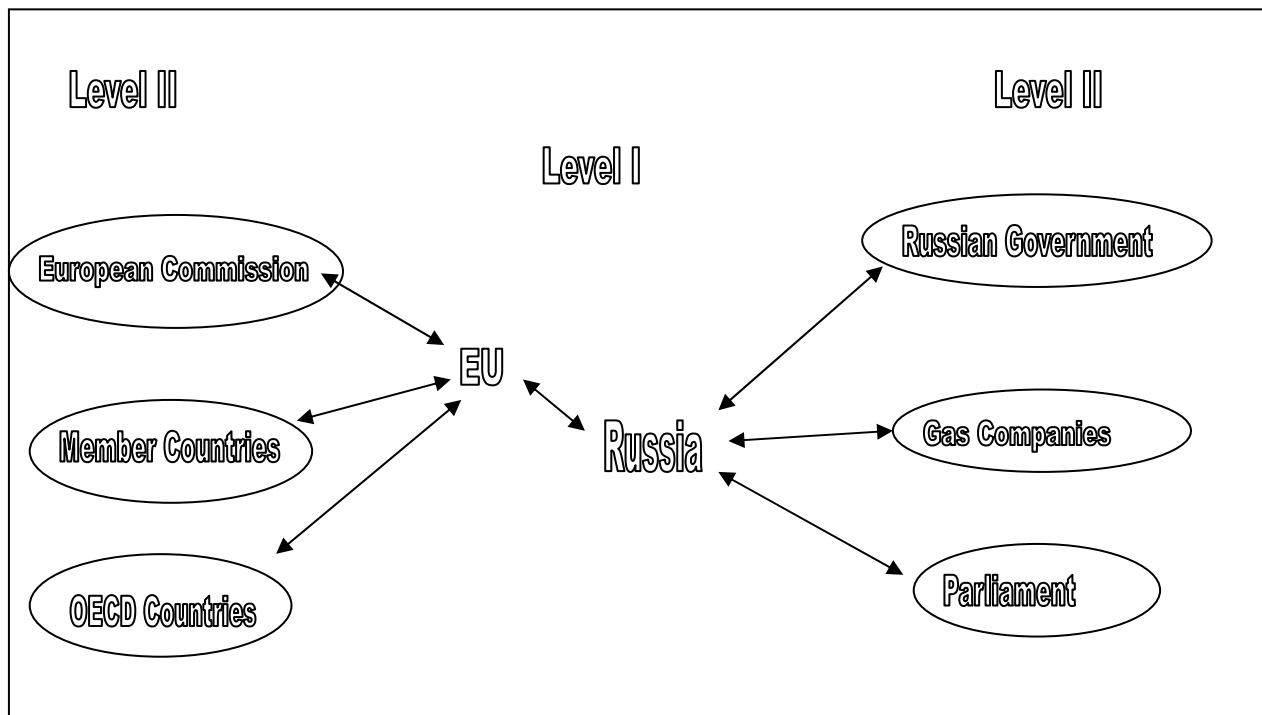 Level II
Level II
Level I
European Commission
Russian Government
EU
Member Countries
Russia
Gas Companies
OECD Countries
Parliament